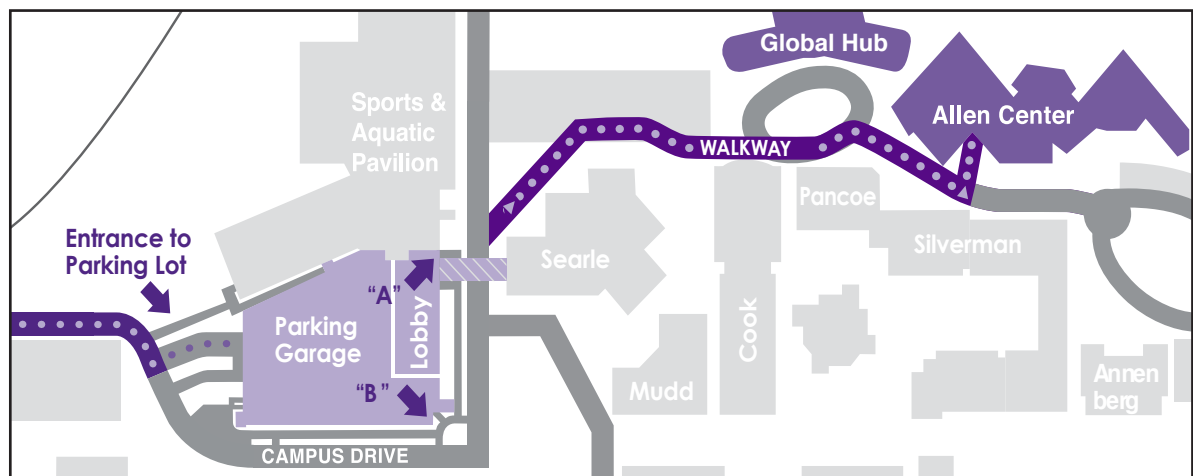 Global Hub
Sports &
Aquatic
Pavilion
Allen Center
WALKWAY
Pancoe
Entrance to
Parking Lot
Searle
Silverman
"A"
Lobby
Parking
Garage
Cook
"B"
Mudd
Annen
berg
CAMPUS DRIVE